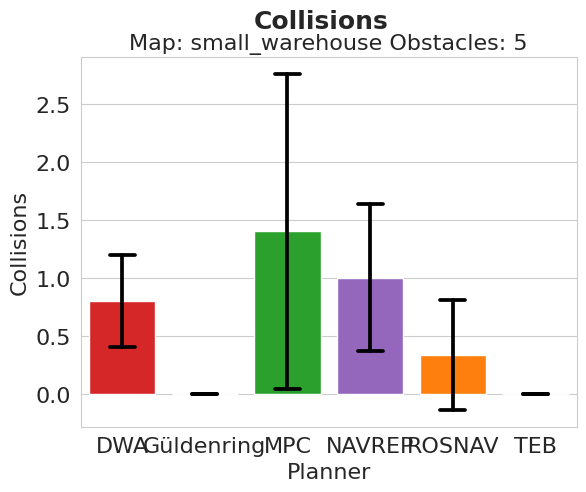 Collisions
Map: small_warehouse Obstacles: 5
Collisions
2.5
2.0
1.5
1.0
0.5
0.0
DWA Güldenring MPC NAVREP ROSNAV TEB
Planner